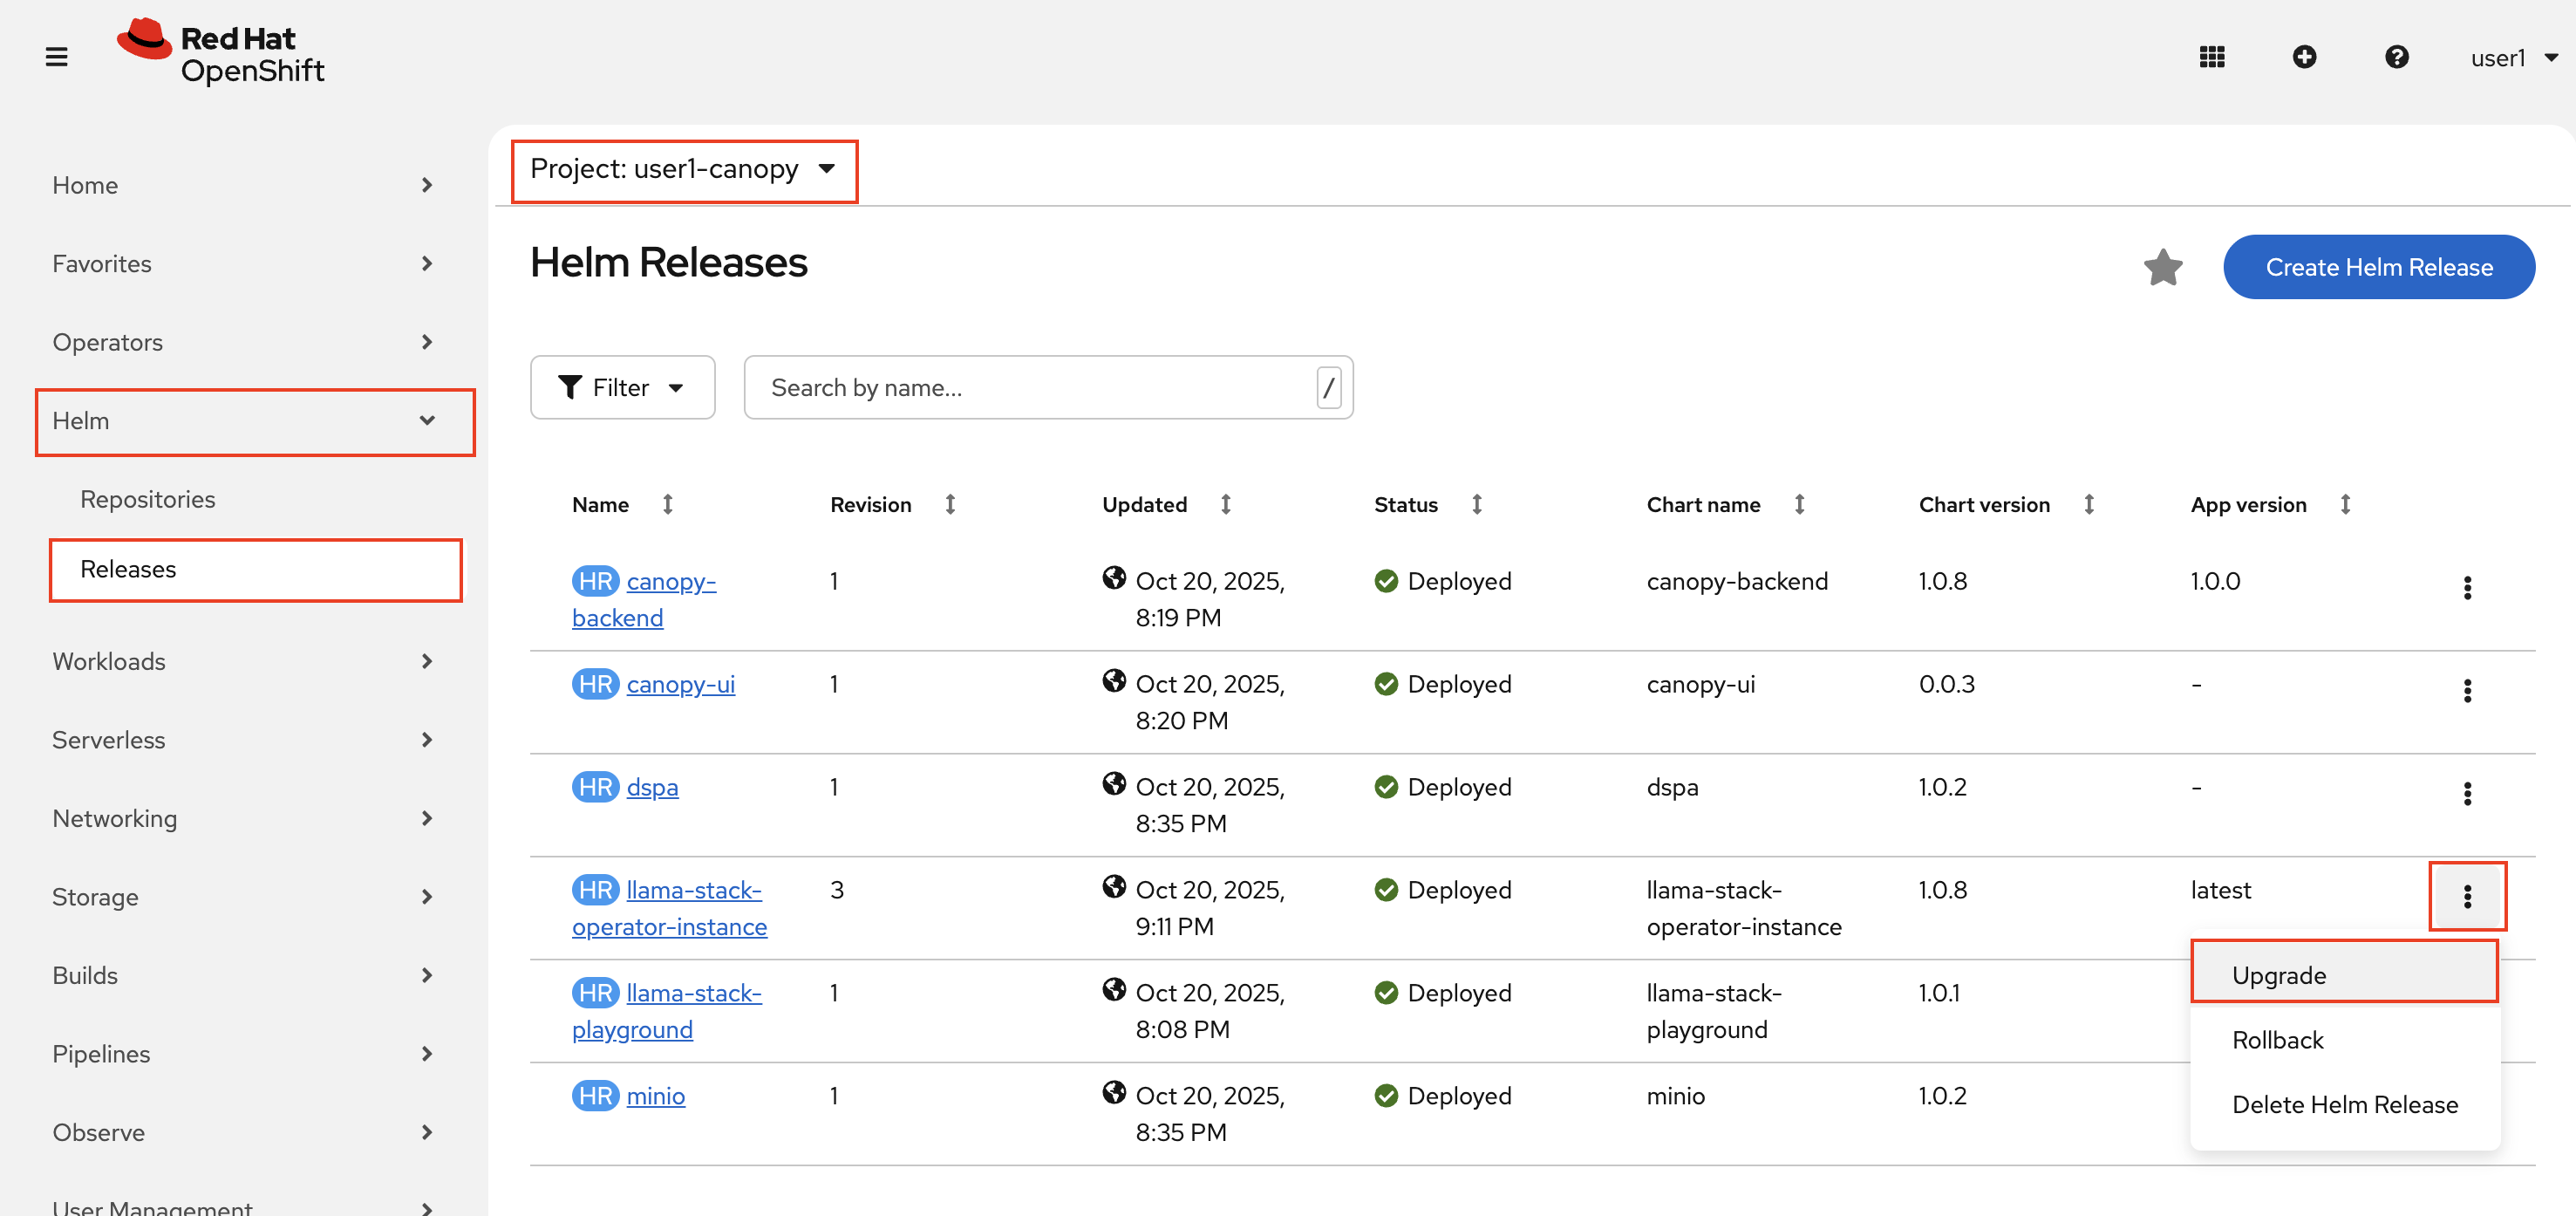 Red Hat
OpenShift
user1
Project: user1-canopy
Home
Favorites
Operators
Helm
Repositories
Releases
Workloads
Serverless
Networking
Storage
Builds
Pipelines
Observe
User Management
Helm Releases
Create Helm Release
Filter
Search by name...
/
Name Revision Updated Status Chart name Chart version App version
HR canopy- 1 Oct 20, 2025, Deployed canopy-backend 1.0.8 1.0.0
backend 8:19 PM
HR canopy-ui 1 Oct 20, 2025, Deployed canopy-ui 0.0.3 -
8:20 PM
HR dspa 1 Oct 20, 2025, Deployed dspa 1.0.2 -
8:35 PM
HR llama-stack- 3 Oct 20, 2025, Deployed llama-stack- 1.0.8 latest
operator-instance 9:11 PM operator-instance
HR llama-stack- 1 Oct 20, 2025, Deployed llama-stack- 1.0.1
playground 8:08 PM playground
HR minio 1 Oct 20, 2025, Deployed minio 1.0.2
8:35 PM
Upgrade
Rollback
Delete Helm Release